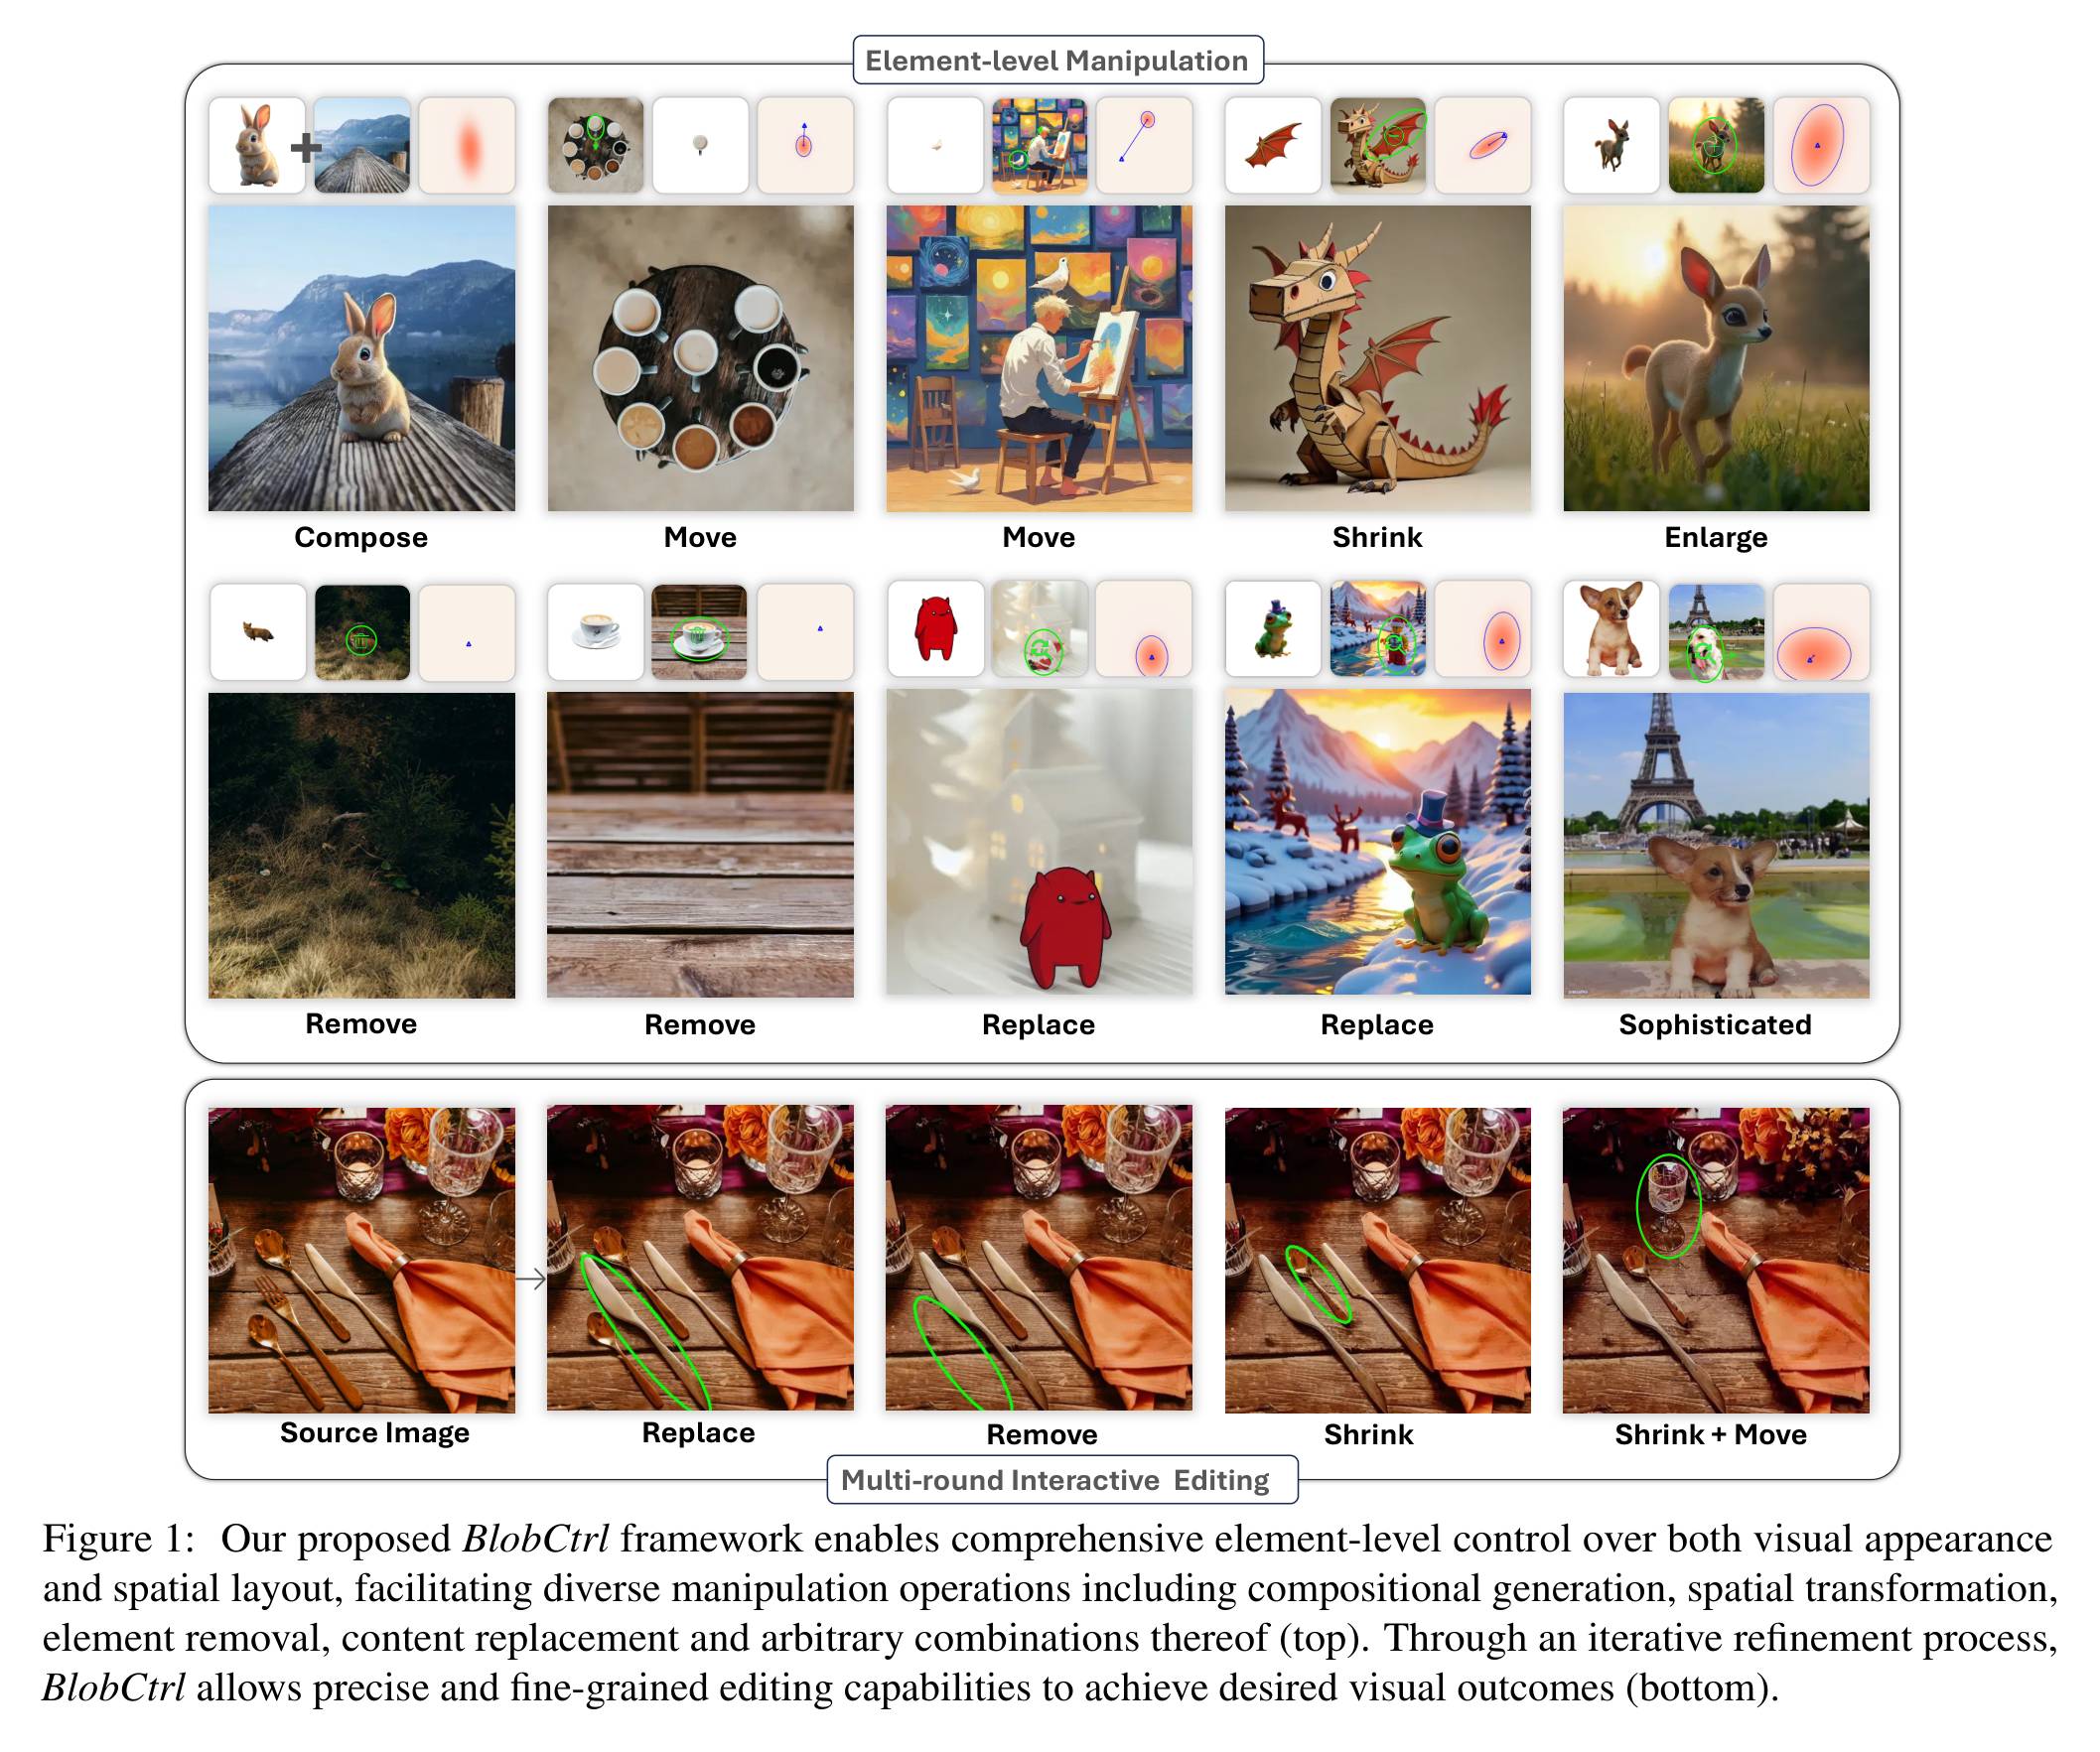 Element-level Manipulation
Compose
Move
Move
Shrink
Enlarge
Remove
Remove
Replace
Replace
Sophisticated
Source Image
Replace
Remove
Shrink
Shrink + Move
Multi-round Interactive Editing
Figure 1: Our proposed BlobCtrl framework enables comprehensive element-level control over both visual appearance
and spatial layout, facilitating diverse manipulation operations including compositional generation, spatial transformation,
element removal, content replacement and arbitrary combinations thereof (top). Through an iterative refinement process,
BlobCtrl allows precise and fine-grained editing capabilities to achieve desired visual outcomes (bottom).